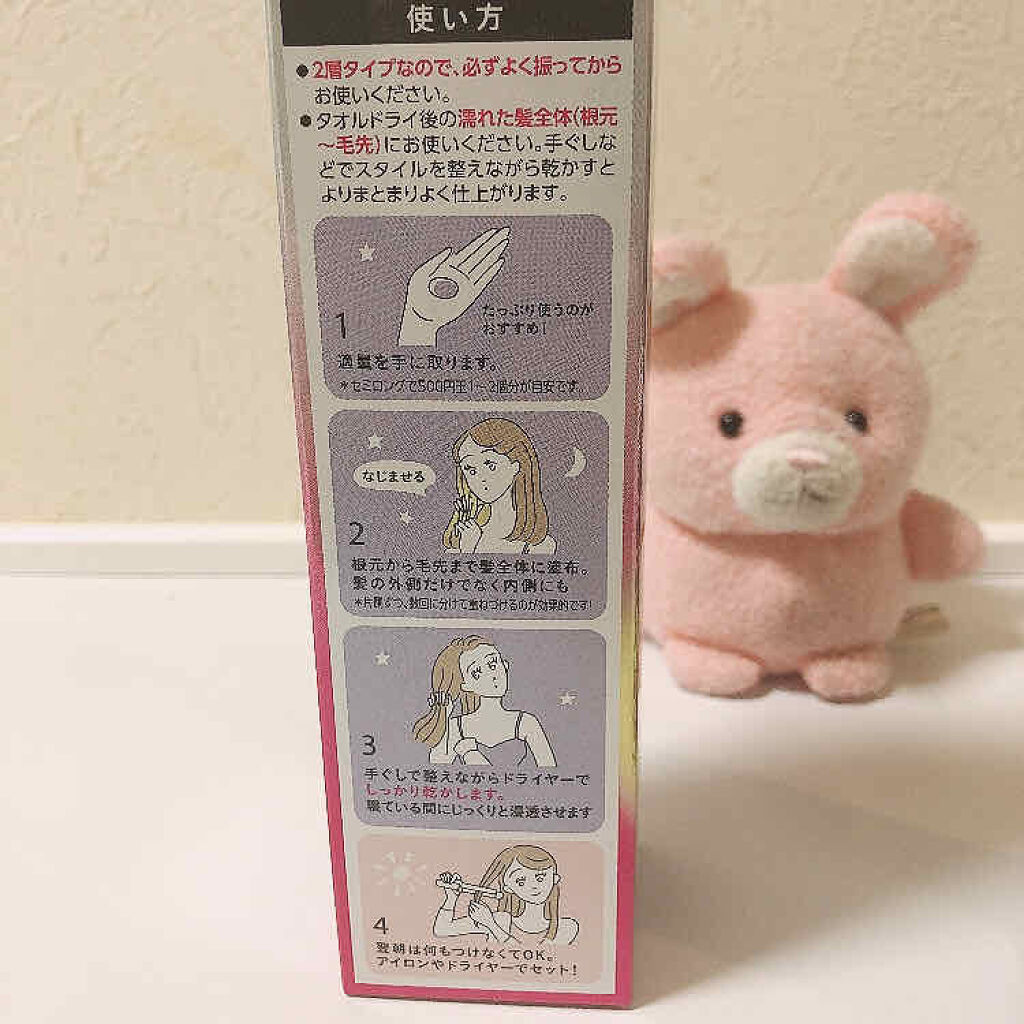 使い方
●2層タイプなので、必ずよく振ってから
お使いください。
●タオルドライ後の濡れた髪全体(根元
～毛先)にお使いください。手ぐしな
どでスタイルを整えながら乾かすと
よりまとまりよく仕上がります。
たっぷり使うのが
おすすめ!
1
適量を手に取ります。
*セミロングで500円玉1～2個分が目安です。
なじませる
2
根元から毛先まで髪全体に塗布。
髪の外側だけでなく内側にも
*片側ずつ、数回に分けて重ねづけるのが効果的です!
3
手ぐしで整えながらドライヤーで
しっかり乾かします。
寝ている間にじっくりと浸透させます
4
翌朝は何もつけなくてOK。
アイロンやドライヤーでセット!